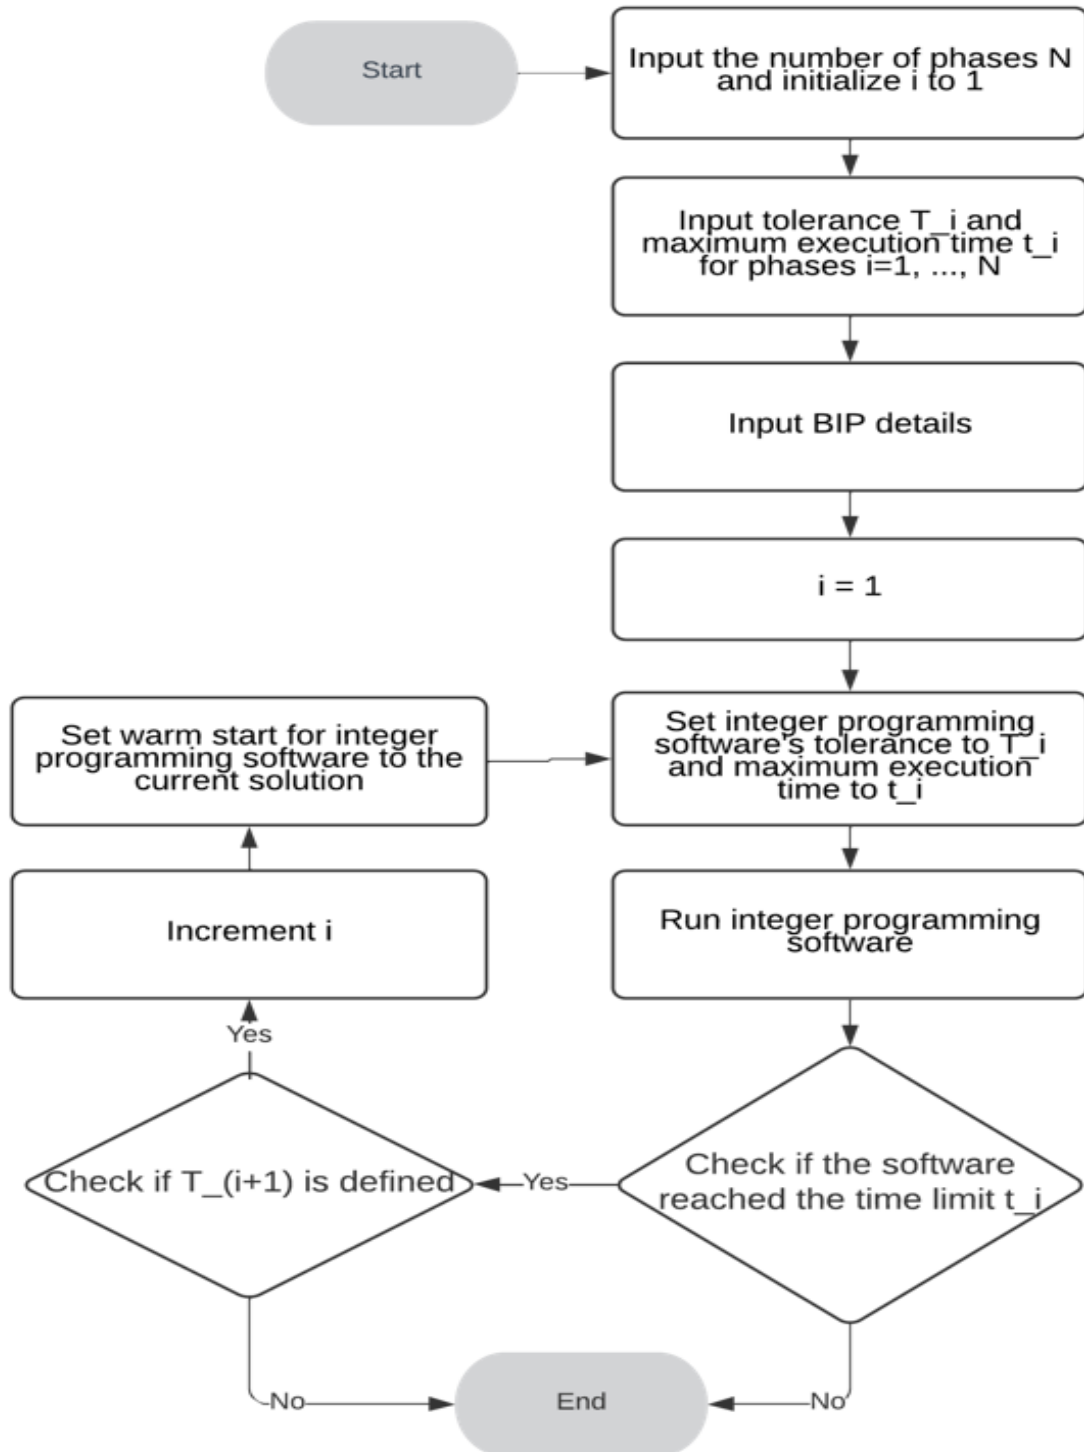 Start
Input the number of phases N
and initialize i to 1
Input tolerance T_i and
maximum execution time t_i
for phases i=1, ..., N
Input BIP details
i = 1
Set integer programming
software's tolerance to T_i
and maximum execution
time to t_i
Set warm start for integer
programming software to the
current solution
Run integer programming
software
Increment i
Yes
Check if the software
reached the time limit t_i
Yes
Check if T_(i+1) is defined
No
End
No